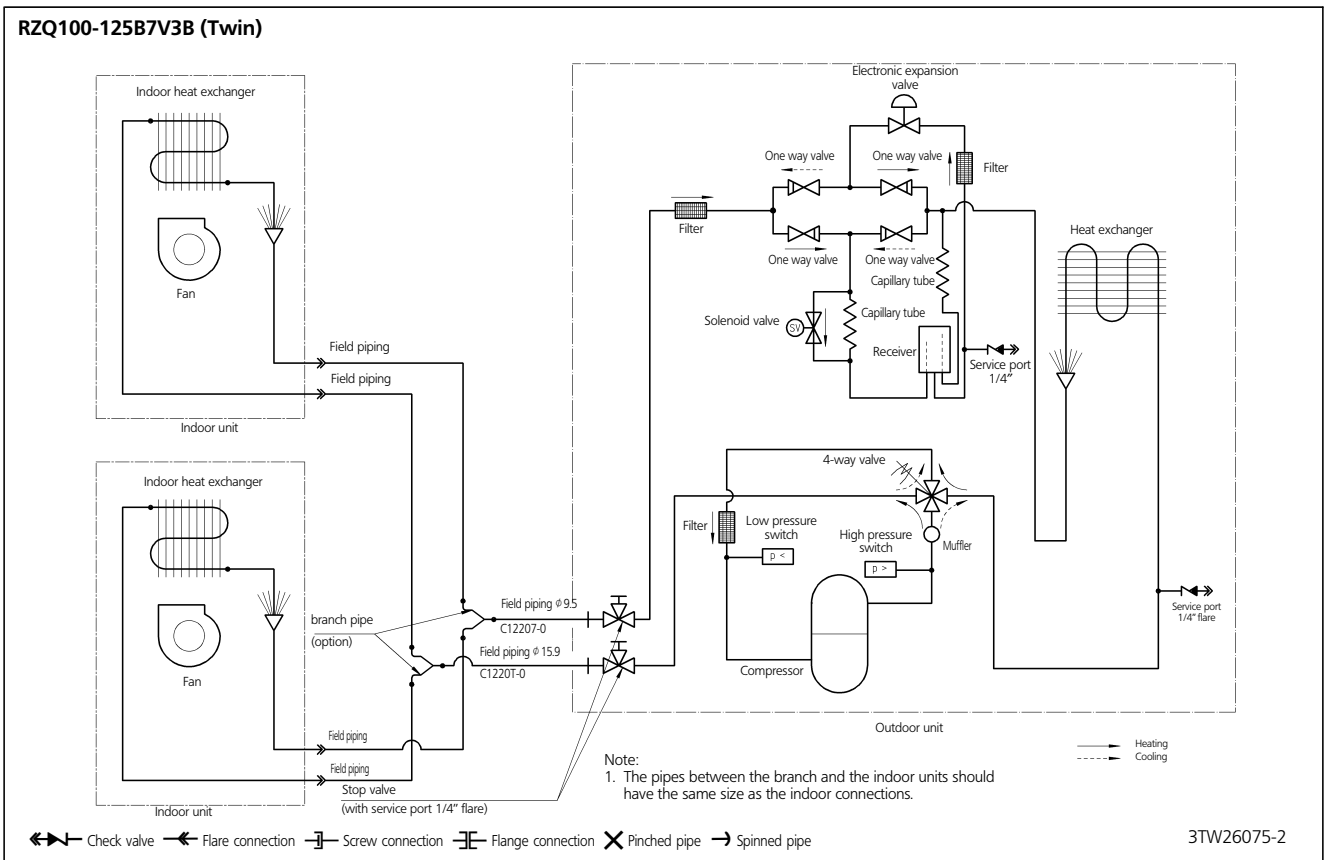 RZQ100-125B7V3B (Twin)
Indoor heat exchanger
Fan
Field piping
Field piping
Indoor unit
Indoor heat exchanger
Fan
branch pipe
(option)
Field piping
Field piping
Stop valve
(with service port 1/4" flare)
Indoor unit
Field piping ϕ9.5
C12207-0
Field piping ϕ15.9
C1220T-0
Electronic expansion
valve
One way valve
One way valve
Filter
Filter
One way valve
One way valve
Capillary tube
Capillary tube
Solenoid valve
SV
Receiver
Service port
1/4"
Heat exchanger
4-way valve
Filter
Low pressure
switch
p <
High pressure
switch
p >
Muffler
Compressor
Service port
1/4" flare
Outdoor unit
Heating
Cooling
Note:
1. The pipes between the branch and the indoor units should
have the same size as the indoor connections.
Check valve
Flare connection
Screw connection
Flange connection
Pinched pipe
Spinned pipe
3TW26075-2